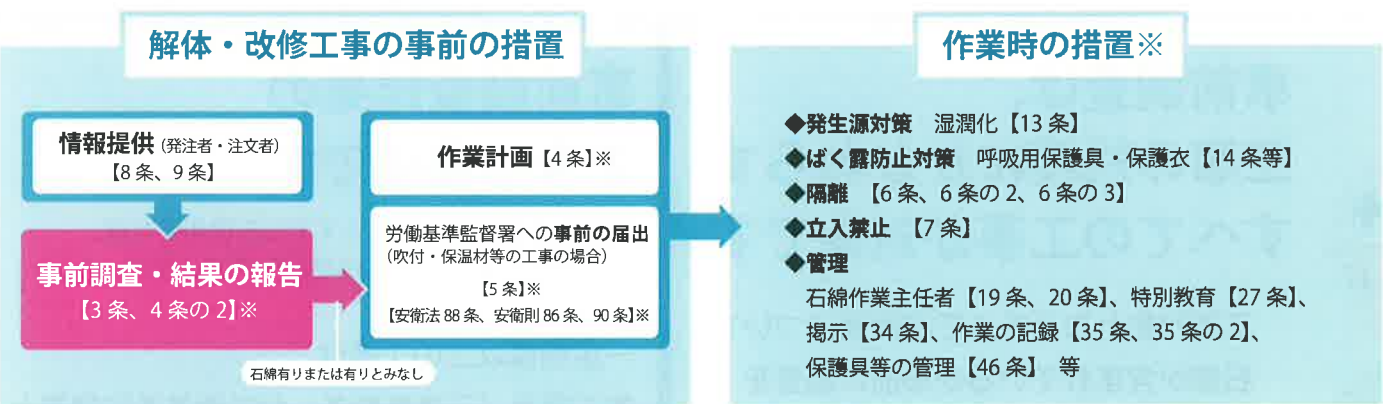 解体・改修工事の事前の措置
情報提供(発注者・注文者)
【8条、9条】
事前調査・結果の報告
【3条、4条の2】※
石綿有りまたは有りとみなし
作業計画【4条】※
労働基準監督署への事前の届出
(吹付・保温材等の工事の場合)
【5条】※
【安衛法88条、安衛則86条、90条】※
作業時の措置※
◆発生源対策 湿潤化【13条】
◆ばく露防止対策 呼吸用保護具・保護衣【14条等】
◆隔離 【6条、6条の2、6条の3】
◆立入禁止 【7条】
◆管理
石綿作業主任者【19条、20条】、特別教育【27条】、
掲示【34条】、作業の記録【35条、35条の2】、
保護具等の管理【46条】 等